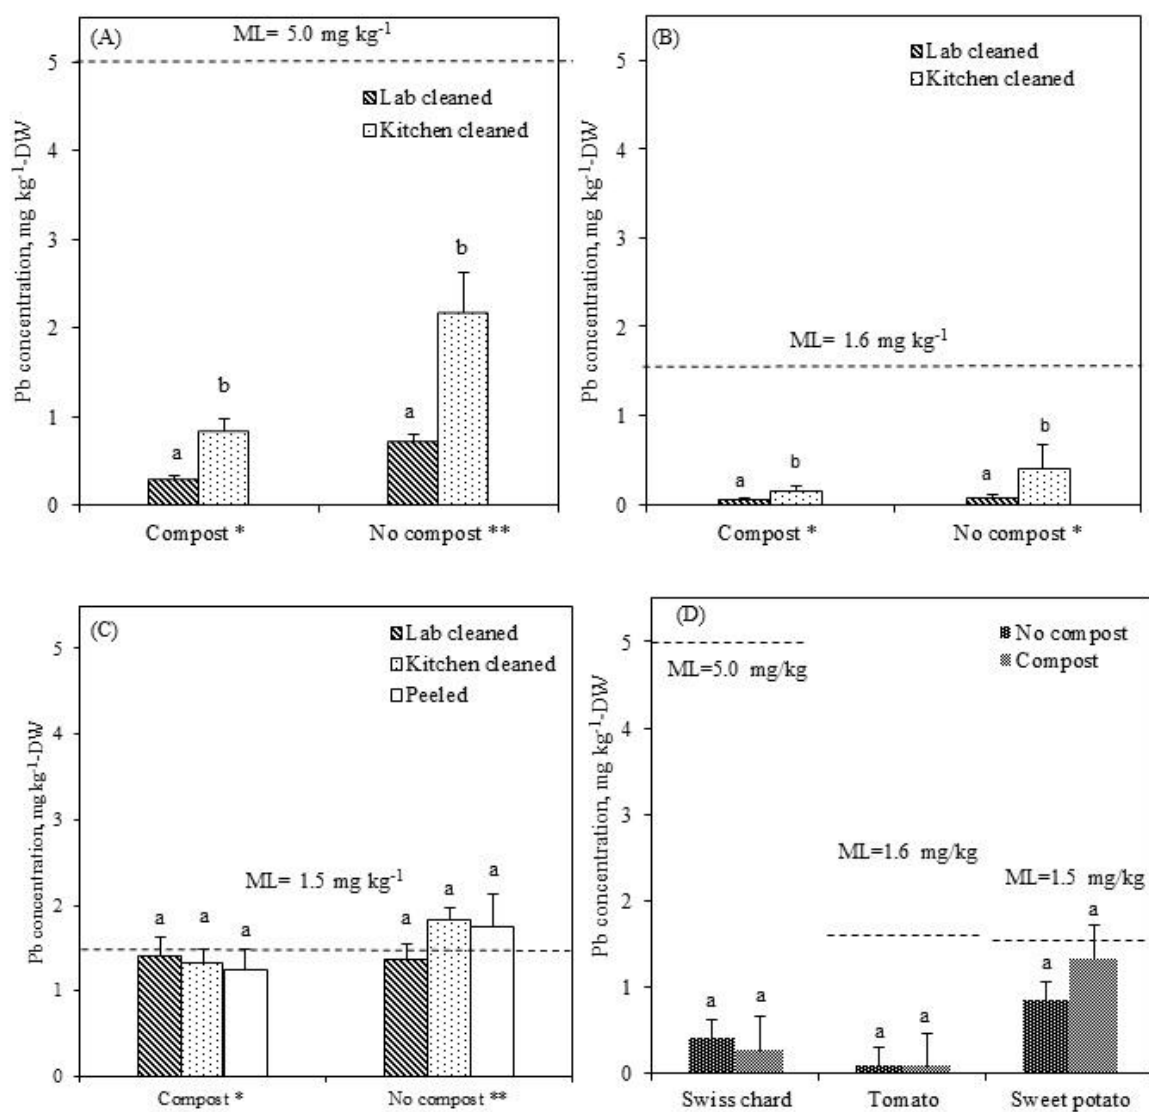 (A)
ML= 5.0 mg kg⁻¹
Lab cleaned
Kitchen cleaned
Pb concentration, mg kg⁻¹-DW
5
4
3
2
1
0
a
b
a
b
Compost *
No compost **
(B)
Lab cleaned
Kitchen cleaned
ML= 1.6 mg kg⁻¹
Pb concentration, mg kg⁻¹-DW
5
4
3
2
1
0
a
b
a
b
Compost *
No compost *
(C)
Lab cleaned
Kitchen cleaned
Peeled
ML= 1.5 mg kg⁻¹
Pb concentration, mg kg⁻¹-DW
5
4
3
2
1
0
a
a
a
a
a
a
Compost *
No compost **
(D)
No compost
Compost
ML=5.0 mg/kg
ML=1.6 mg/kg
ML=1.5 mg/kg
Pb concentration, mg kg⁻¹-DW
5
4
3
2
1
0
a
a
a
a
a
a
Swiss chard
Tomato
Sweet potato